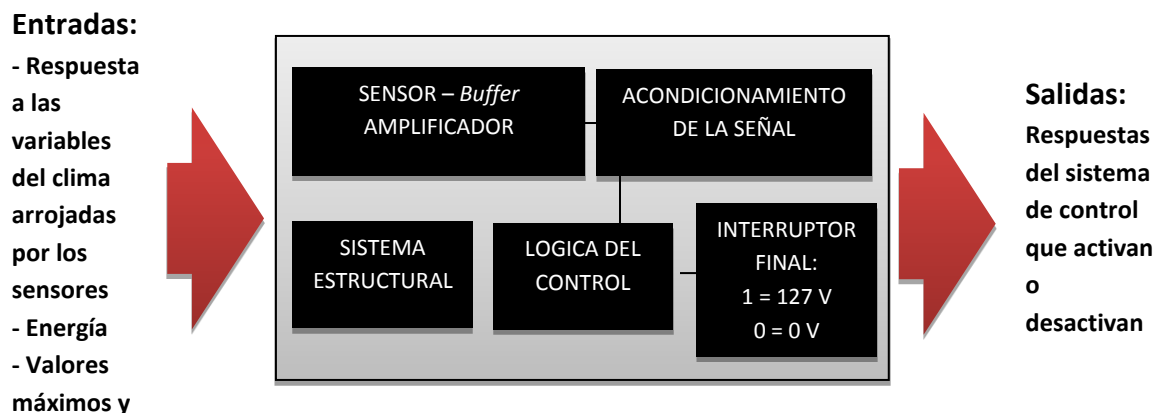 Entradas:
- Respuesta
a las
variables
del clima
arrojadas
por los
sensores
- Energía
- Valores
máximos y
SENSOR – Buffer
AMPLIFICADOR
ACONDICIONAMIENTO
DE LA SEÑAL
SISTEMA
ESTRUCTURAL
LOGICA DEL
CONTROL
INTERRUPTOR
FINAL:
1 = 127 V
0 = 0 V
Salidas:
Respuestas
del sistema
de control
que activan
o
desactivan